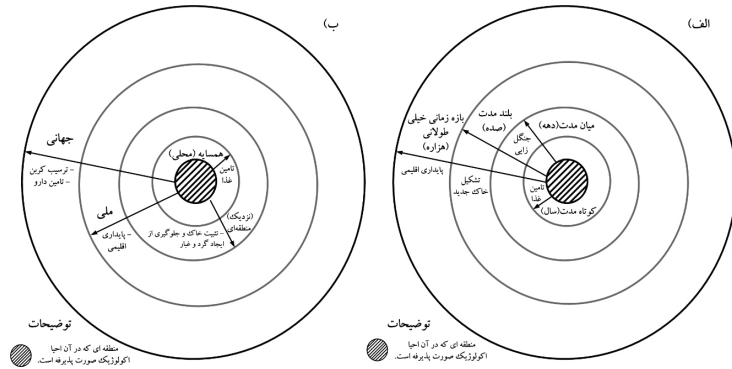 الف)
بازه زمانی خیلی
طولانی
(هزاره)
بلند مدت
(صده)
میان مدت(دهه)
جنگل
زایی
پایداری اقلیمی
تشکیل
خاک جدید
تامین
غذا
کوتاه مدت(سال)
توضیحات
منطقه ای که در آن احیا
اکولوژیک صورت پذیرفه است.
ب)
جهانی
- ترسیب کربن
- تامین دارو
همسایه (محلی)
تامین
غذا
ملی
- پایداری
اقلیمی
(نزدیک)
منطقه‌ای
- تثبیت خاک و جلوگیری از
ایجاد گرد و غبار
توضیحات
منطقه ای که در آن احیا
اکولوژیک صورت پذیرفه است.